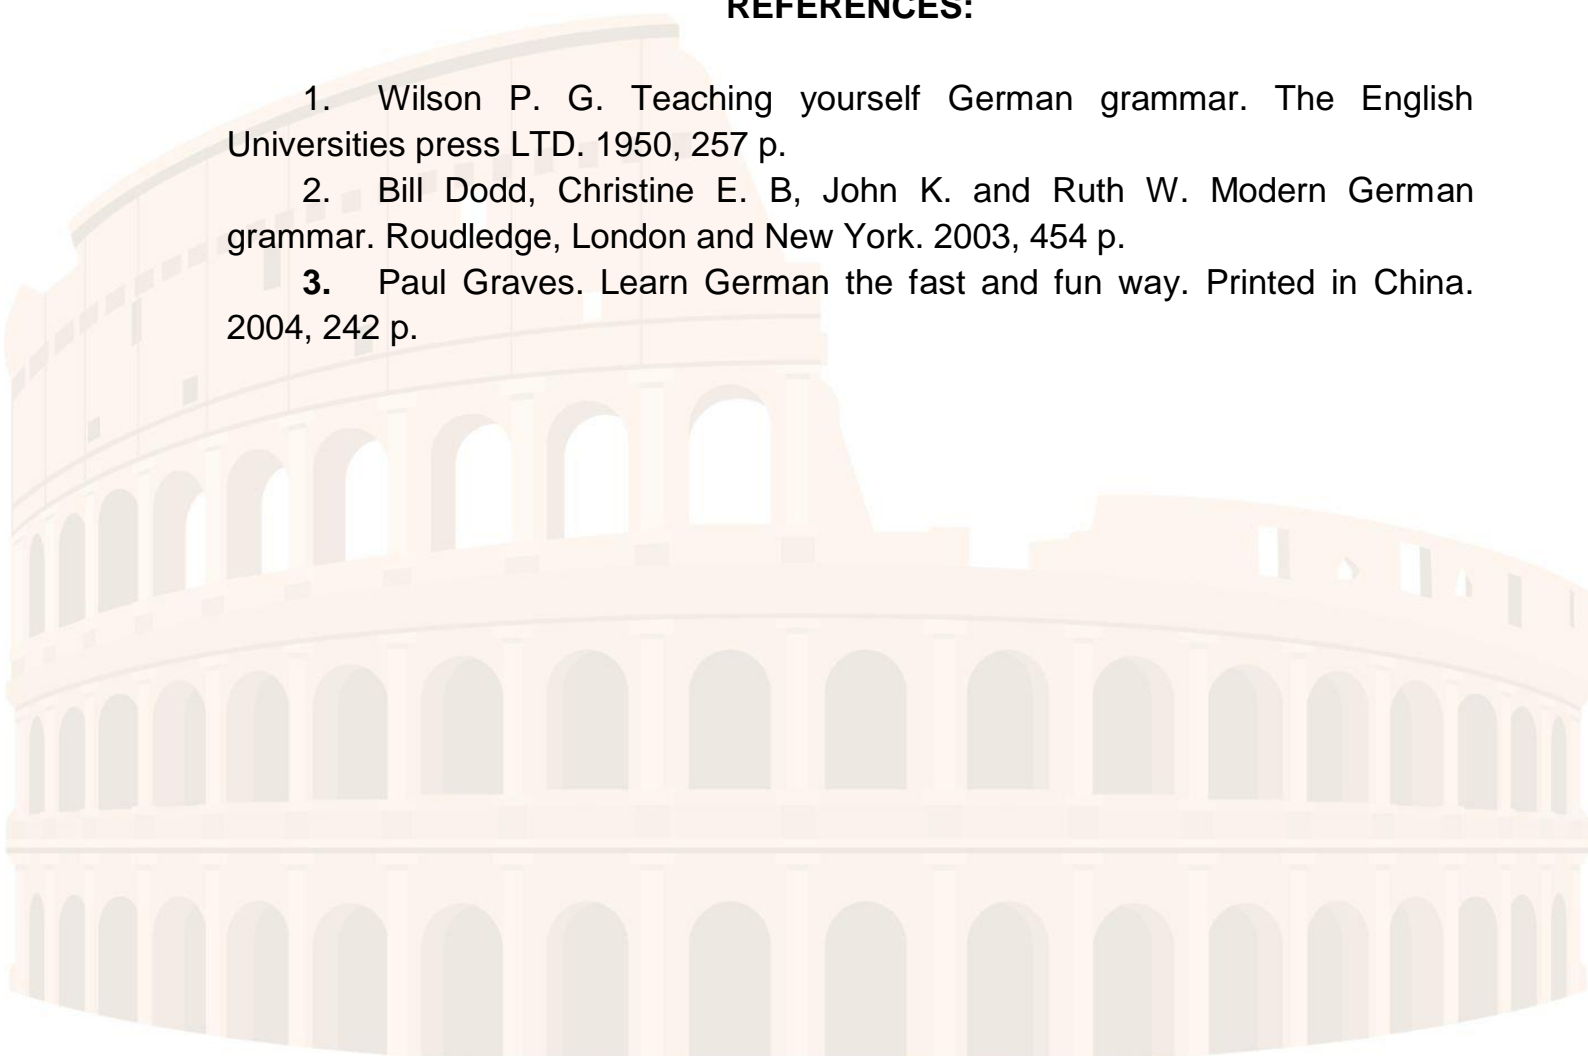 REFERENCES:
1. Wilson P. G. Teaching yourself German grammar. The English
Universities press LTD. 1950, 257 p.
2. Bill Dodd, Christine E. B, John K. and Ruth W. Modern German
grammar. Roudledge, London and New York. 2003, 454 p.
3. Paul Graves. Learn German the fast and fun way. Printed in China.
2004, 242 p.